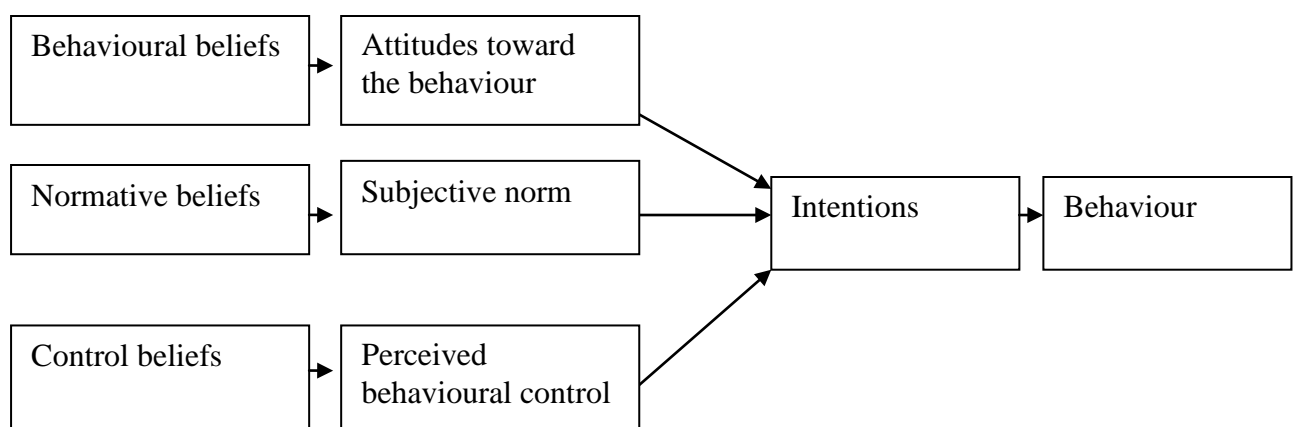 Behavioural beliefs
Attitudes toward
the behaviour
Normative beliefs
Subjective norm
Intentions
Behaviour
Control beliefs
Perceived
behavioural control